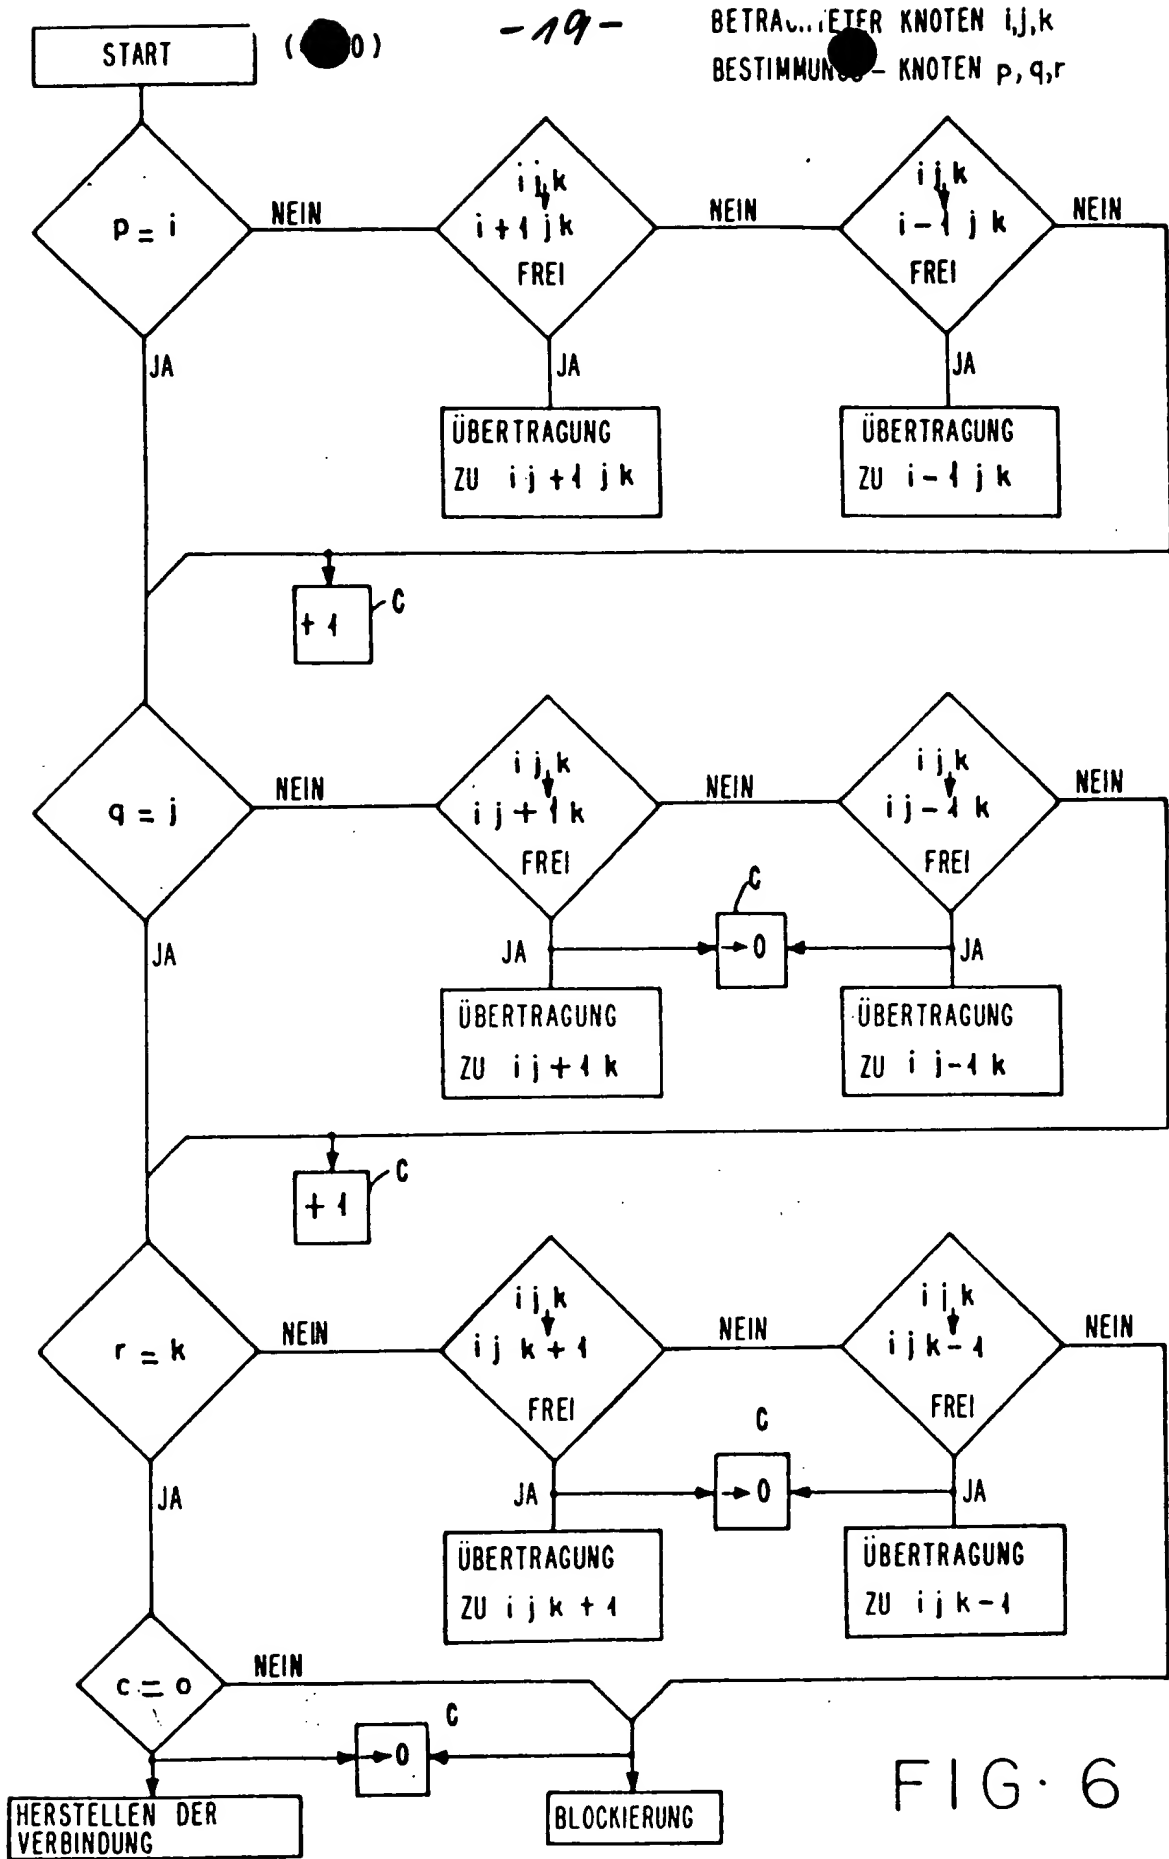 - 19 -
BETRACHTETER KNOTEN i,j,k
START
0)
KNOTEN p,q,r
p = i
NEIN
i j k
i + 1 j k
FREI
NEIN
i j k
i - 1 j k
FREI
NEIN
JA
JA
JA
ÜBERTRAGUNG
ZU i j + 1 j k
ÜBERTRAGUNG
ZU i - 1 j k
+ 1
C
q = j
NEIN
i j k
i j + 1 k
FREI
NEIN
i j k
i j - 1 k
FREI
NEIN
C
JA
JA
0
JA
ÜBERTRAGUNG
ZU i j + 1 k
ÜBERTRAGUNG
ZU i j - 1 k
+ 1
C
r = k
NEIN
i j k
i j k + 1
FREI
NEIN
i j k
i j k - 1
FREI
NEIN
C
JA
JA
0
JA
ÜBERTRAGUNG
ZU i j k + 1
ÜBERTRAGUNG
ZU i j k - 1
c = 0
NEIN
C
0
HERSTELLEN DER
VERBINDUNG
BLOCKIERUNG
FIG. 6